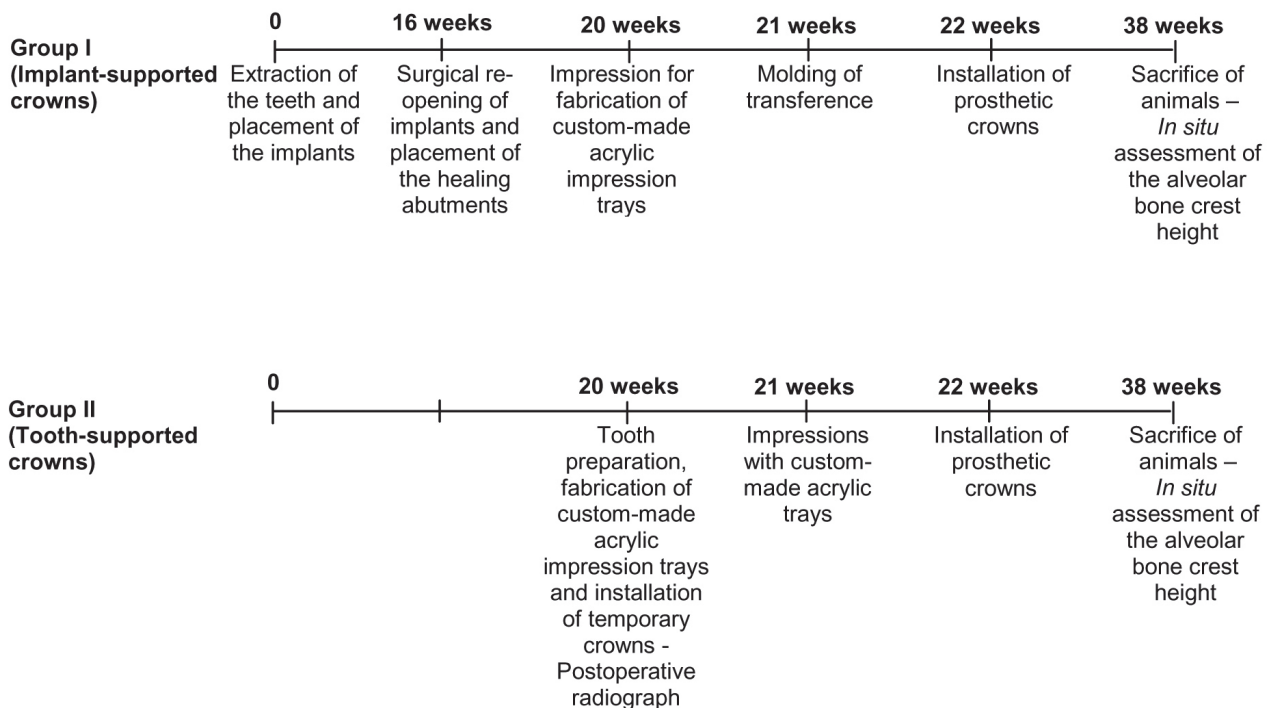 0
16 weeks
20 weeks
21 weeks
22 weeks
38 weeks
Group I
(Implant-supported
crowns)
Extraction of
the teeth and
placement of
the implants
Surgical re-
opening of
implants and
placement of
the healing
abutments
Impression for
fabrication of
custom-made
acrylic
impression
trays
Molding of
transference
Installation of
prosthetic
crowns
Sacrifice of
animals –
In situ
assessment of
the alveolar
bone crest
height
0
20 weeks
21 weeks
22 weeks
38 weeks
Group II
(Tooth-supported
crowns)
Tooth
preparation,
fabrication of
custom-made
acrylic
impression trays
and installation
of temporary
crowns -
Postoperative
radiograph
Impressions
with custom-
made acrylic
trays
Installation of
prosthetic
crowns
Sacrifice of
animals –
In situ
assessment of
the alveolar
bone crest
height